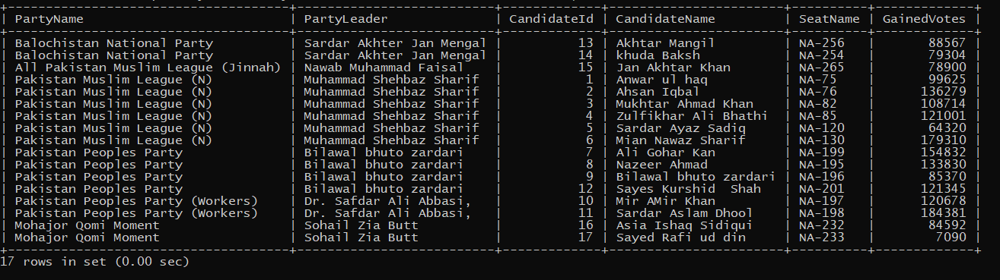 | PartyName | PartyLeader | CandidateId | CandidateName | SeatName | GainedVotes |
| Balochistan National Party | Sardar Akhter Jan Mengal | 13 | Akhtar Mangil | NA-256 | 88567 |
| Balochistan National Party | Sardar Akhter Jan Mengal | 14 | khuda Baksh | NA-254 | 79304 |
| All Pakistan Muslim League (Jinnah) | Nawab Muhammad Faisal | 15 | Jan Akhtar Khan | NA-265 | 78900 |
| Pakistan Muslim League (N) | Muhammad Shehbaz Sharif | 1 | Anwar ul haq | NA-75 | 99625 |
| Pakistan Muslim League (N) | Muhammad Shehbaz Sharif | 2 | Ahsan Iqbal | NA-76 | 136279 |
| Pakistan Muslim League (N) | Muhammad Shehbaz Sharif | 3 | Mukhtar Ahmad Khan | NA-82 | 108714 |
| Pakistan Muslim League (N) | Muhammad Shehbaz Sharif | 4 | Zulfikhar Ali Bhathi | NA-85 | 121001 |
| Pakistan Muslim League (N) | Muhammad Shehbaz Sharif | 5 | Sardar Ayaz Sadiq | NA-120 | 64320 |
| Pakistan Muslim League (N) | Muhammad Shehbaz Sharif | 6 | Mian Nawaz Sharif | NA-130 | 179310 |
| Pakistan Peoples Party | Bilawal bhuto zardari | 7 | Ali Gohar Kan | NA-199 | 154832 |
| Pakistan Peoples Party | Bilawal bhuto zardari | 8 | Nazeer Ahmad | NA-195 | 133830 |
| Pakistan Peoples Party | Bilawal bhuto zardari | 9 | Bilawal bhuto zardari | NA-196 | 85370 |
| Pakistan Peoples Party | Bilawal bhuto zardari | 12 | Sayes Kurshid  Shah | NA-201 | 121345 |
| Pakistan Peoples Party (Workers) | Dr. Safdar Ali Abbasi, | 10 | Mir AMir Khan | NA-197 | 120678 |
| Pakistan Peoples Party (Workers) | Dr. Safdar Ali Abbasi, | 11 | Sardar Aslam Dhool | NA-198 | 184381 |
| Mohajor Qomi Moment | Sohail Zia Butt | 16 | Asia Ishaq Sidiqui | NA-232 | 84592 |
| Mohajor Qomi Moment | Sohail Zia Butt | 17 | Sayed Rafi ud din | NA-233 | 7090 |
17 rows in set (0.00 sec)